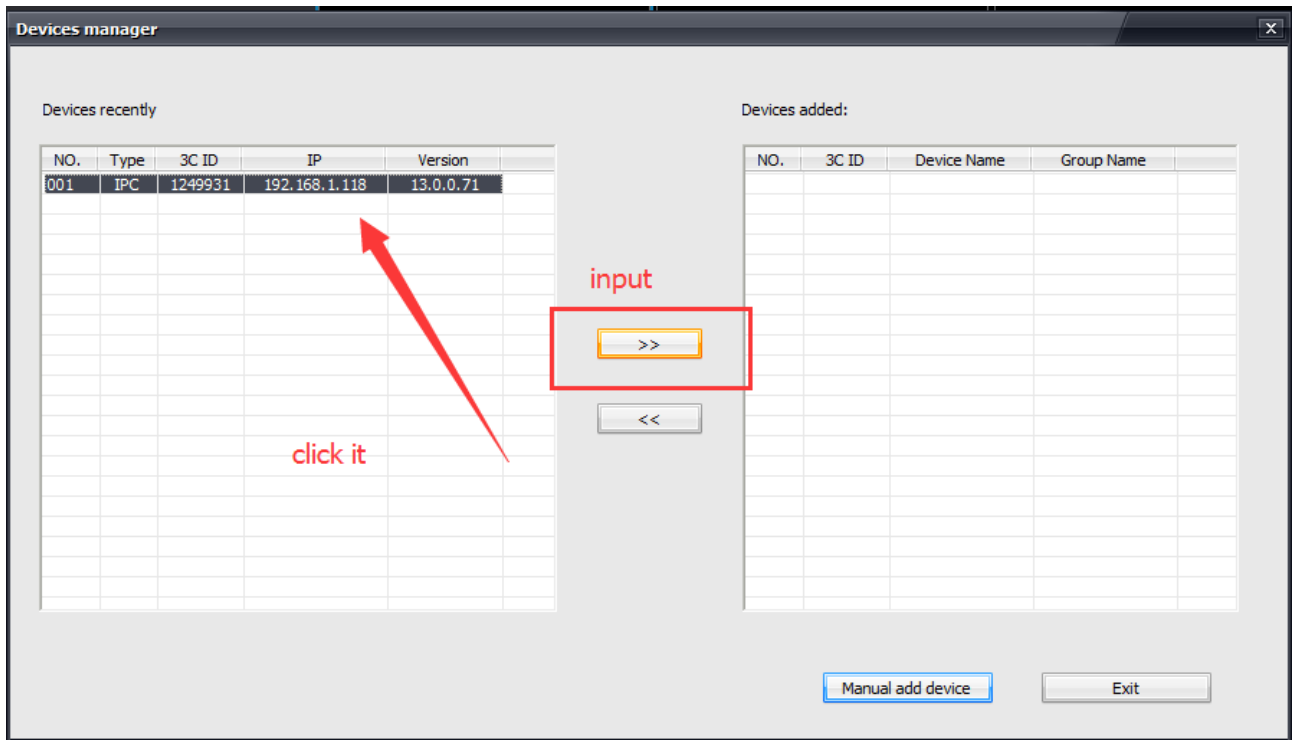 Devices manager
X
Devices recently
Devices added:
NO. Type 3C ID IP Version
NO. 3C ID Device Name Group Name
001 IPC 1249931 192.168.1.118 13.0.0.71
input
>>
<<
click it
Manual add device
Exit